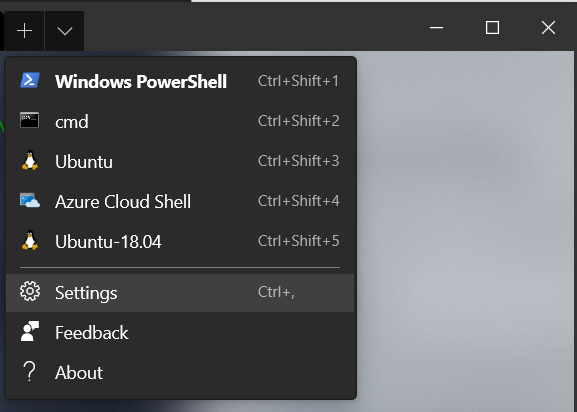 Windows PowerShell Ctrl+Shift+1
cmd Ctrl+Shift+2
Ubuntu Ctrl+Shift+3
Azure Cloud Shell Ctrl+Shift+4
Ubuntu-18.04 Ctrl+Shift+5
Settings Ctrl+,
Feedback
About